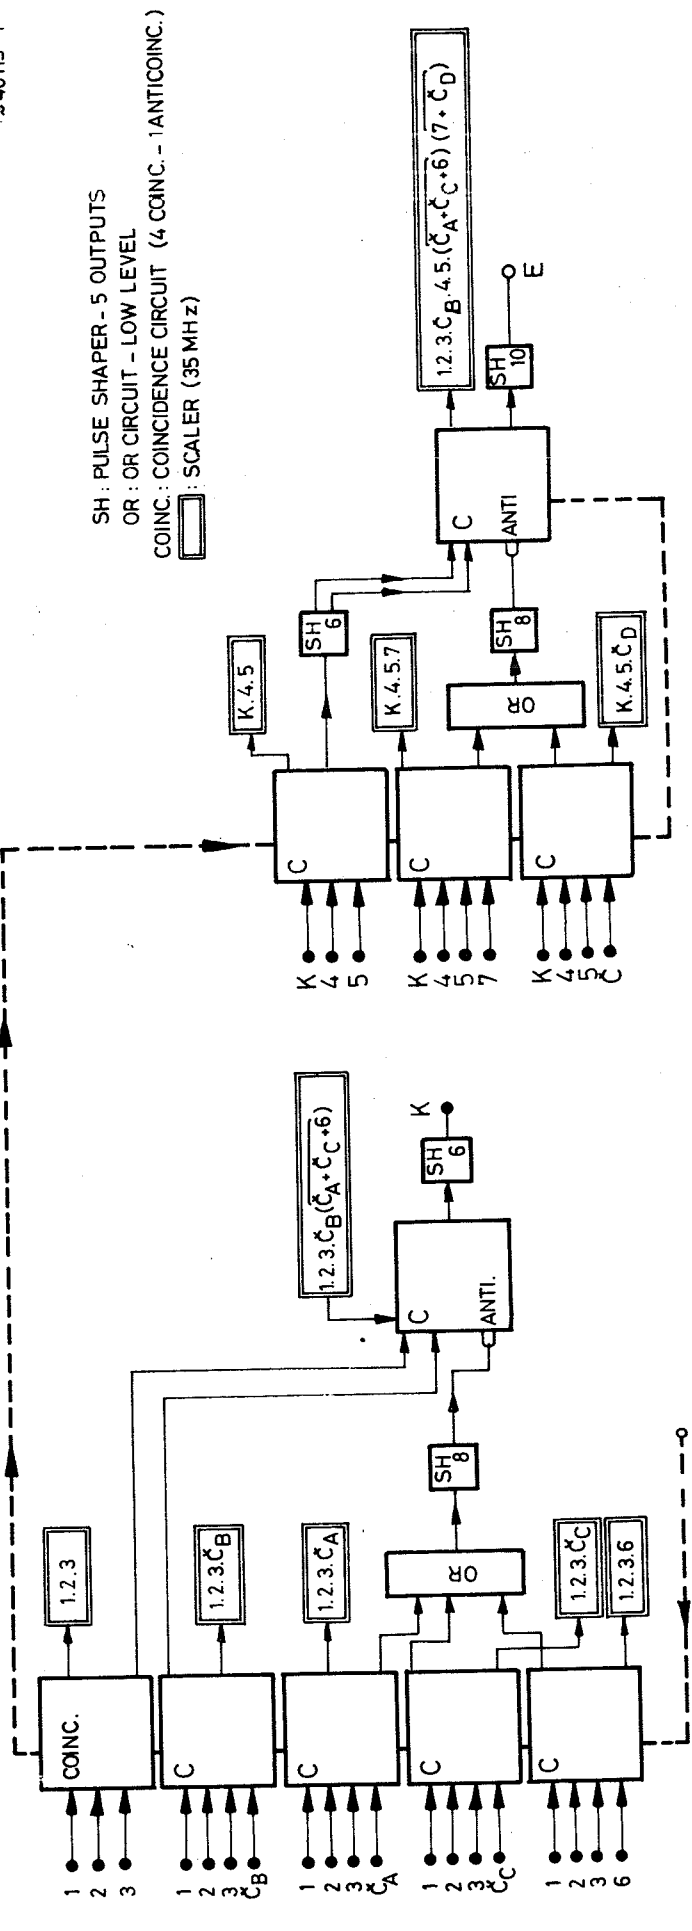 SH : PULSE SHAPER - 5 OUTPUTS
OR : OR CIRCUIT - LOW LEVEL
COINC. : COINCIDENCE CIRCUIT (4 COINC. - 1 ANTICOINC.)
: SCALER (35 MHz)
1
2
3
COINC.
1.2.3
1
2
3
Č_B
C
1.2.3.Č_B
1
2
3
Č_A
C
1.2.3.Č_A
1
2
3
Č_C
C
1.2.3.Č_C
1
2
3
6
C
1.2.3.6
OR
SH 8
1.2.3.Č_B(Č_A+Č_C+6)
C
ANTI.
SH 6
K
K
4
5
C
K.4.5
SH 6
K
4
5
7
C
K.4.5.7
K
4
5
Č
C
K.4.5.Č_D
OR
SH 8
C
ANTI
1.2.3.Č_B.4.5.(Č_A+Č_C+6)(7+Č_D)
SH 10
E